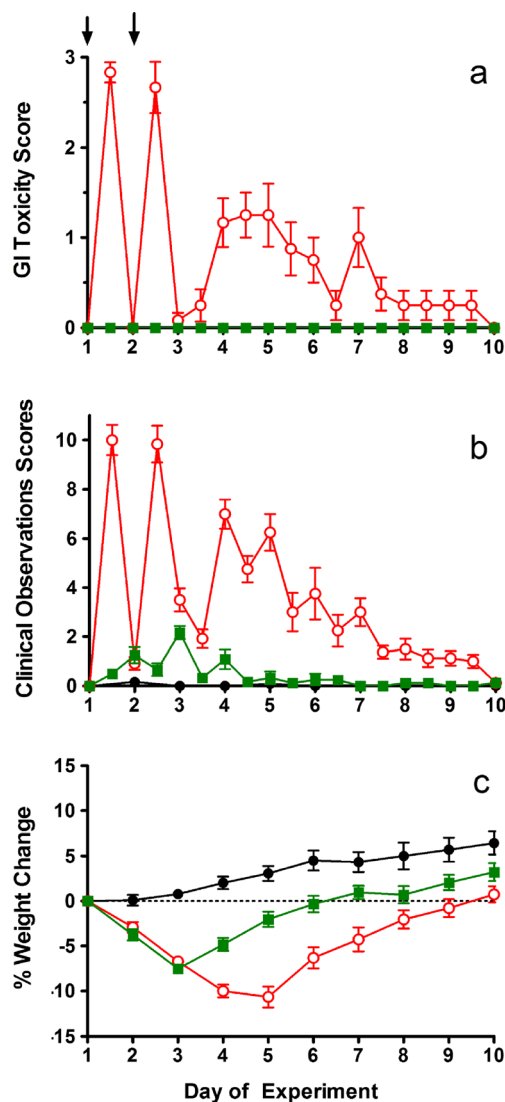 a
3
2
1
0
GI Toxicity Score
1 2 3 4 5 6 7 8 9 10
b
10
8
6
4
2
0
Clinical Observations Scores
1 2 3 4 5 6 7 8 9 10
c
15
10
5
0
-5
-10
-15
% Weight Change
1 2 3 4 5 6 7 8 9 10
Day of Experiment